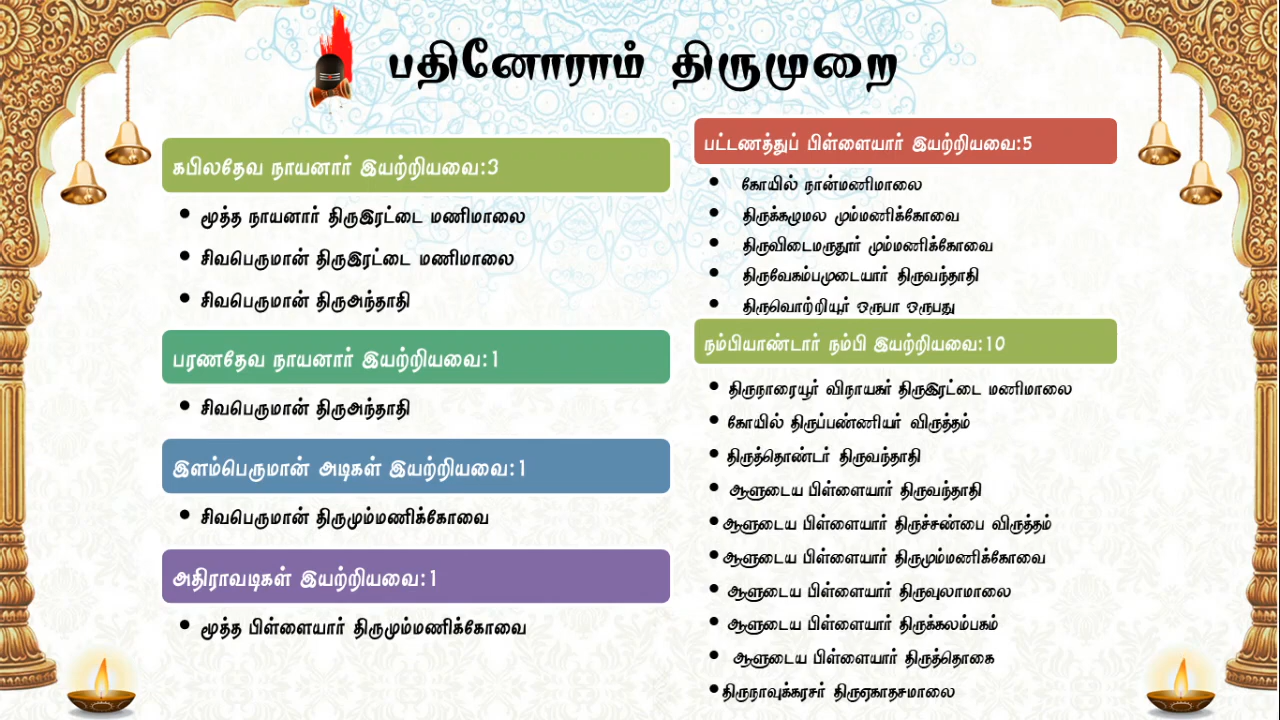 பதினோராம் திருமுறை
கபிலதேவ நாயனார் இயற்றியவை:3
• மூத்த நாயனார் திருஇரட்டை மணிமாலை
• சிவபெருமான் திருஇரட்டை மணிமாலை
• சிவபெருமான் திருஅந்தாதி
பரணதேவ நாயனார் இயற்றியவை:1
• சிவபெருமான் திருஅந்தாதி
இளம்பெருமான் அடிகள் இயற்றியவை:1
• சிவபெருமான் திருமும்மணிக்கோவை
அதிராவடிகள் இயற்றியவை:1
• மூத்த பிள்ளையார் திருமும்மணிக்கோவை
பட்டணத்துப் பிள்ளையார் இயற்றியவை:5
• கோயில் நான்மணிமாலை
• திருக்கழுமல மும்மணிக்கோவை
• திருவிடைமருதூர் மும்மணிக்கோவை
• திருவேகம்பமுடையார் திருவந்தாதி
• திருவொற்றியூர் ஒருபா ஒருபது
நம்பியாண்டார் நம்பி இயற்றியவை:10
• திருநாரையூர் விநாயகர் திருஇரட்டை மணிமாலை
• கோயில் திருப்பண்ணியர் விருத்தம்
• திருத்தொண்டர் திருவந்தாதி
• ஆளுடைய பிள்ளையார் திருவந்தாதி
• ஆளுடைய பிள்ளையார் திருச்சண்பை விருத்தம்
• ஆளுடைய பிள்ளையார் திருமும்மணிக்கோவை
• ஆளுடைய பிள்ளையார் திருவுலாமாலை
• ஆளுடைய பிள்ளையார் திருக்கலம்பகம்
• ஆளுடைய பிள்ளையார் திருத்தொகை
• திருநாவுக்கரசர் திருஏகாதசமாலை